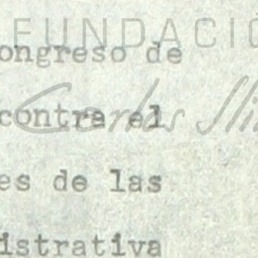 FUNDACIO
ongreso de
contra el
es de las
istrativa